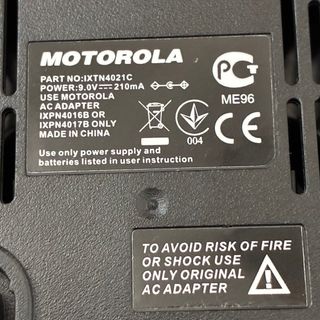 MOTOROLA
PART NO:IXTN4021C
POWER:9.0V⎓210mA
USE MOTOROLA
AC ADAPTER
IXPN4016B OR
IXPN4017B ONLY
MADE IN CHINA
CE
004
PG
ME96
Use only power supply and
batteries listed in user instruction
TO AVOID RISK OF FIRE
OR SHOCK USE
ONLY ORIGINAL
AC ADAPTER